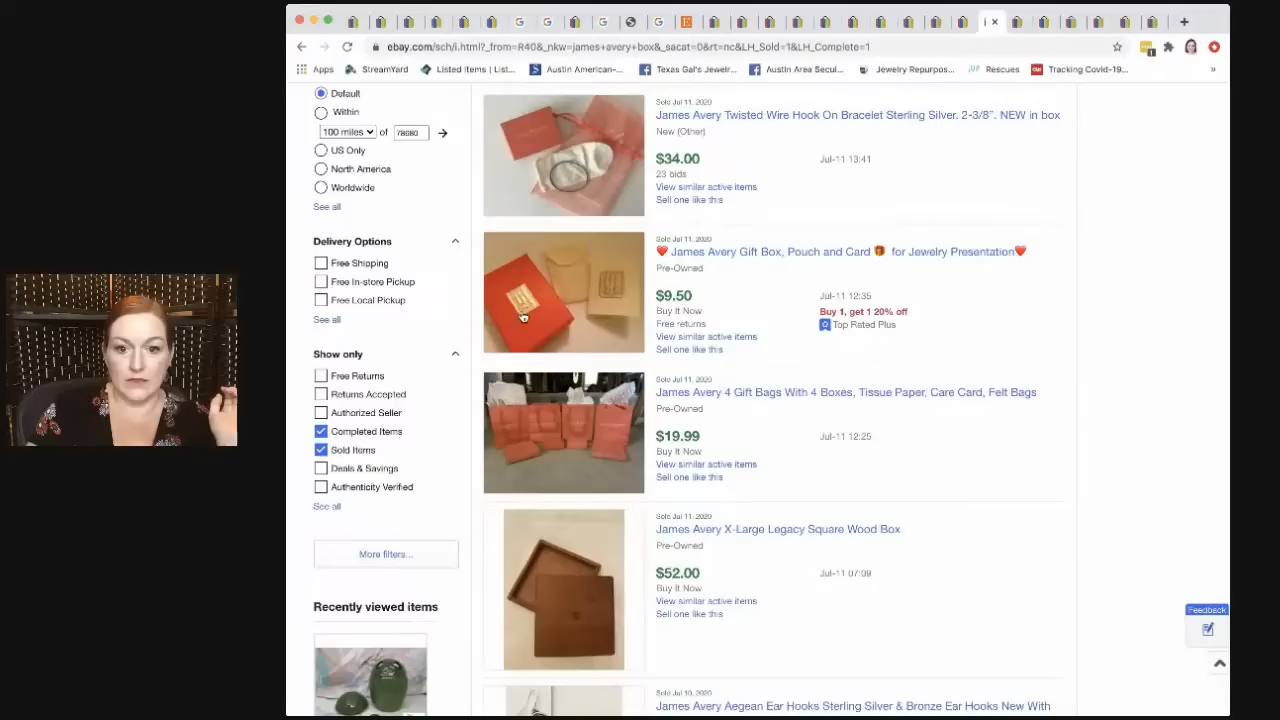 ebay.com/sch/i.html?_from=R40&_nkw=james+avery+box&_sacat=0&rt=nc&LH_Sold=1&LH_Complete=1
Apps
StreamYard
Listed Items | List...
Austin American-...
Texas Gal's Jewelr...
Austin Area Secul...
Jewelry Repurpos...
Rescues
Tracking Covid-19...
»
Default
Within
100 miles
of
US Only
North America
Worldwide
See all
Delivery Options
Free Shipping
Free In-store Pickup
Free Local Pickup
See all
Show only
Free Returns
Returns Accepted
Authorized Seller
Completed Items
Sold Items
Deals & Savings
Authenticity Verified
See all
More filters...
Recently viewed items
Sold Jul 11, 2020
James Avery Twisted Wire Hook On Bracelet Sterling Silver. 2-3/8". NEW in box
New (Other)
$34.00
Jul-11 13:41
23 bids
View similar active items
Sell one like this
Sold Jul 11, 2020
❤️ James Avery Gift Box, Pouch and Card 🎁 for Jewelry Presentation❤️
Pre-Owned
$9.50
Jul-11 12:35
Buy It Now
Buy 1, get 1 20% off
Free returns
Top Rated Plus
View similar active items
Sell one like this
Sold Jul 11, 2020
James Avery 4 Gift Bags With 4 Boxes, Tissue Paper, Care Card, Felt Bags
Pre-Owned
$19.99
Jul-11 12:25
Buy It Now
View similar active items
Sell one like this
Sold Jul 11, 2020
James Avery X-Large Legacy Square Wood Box
Pre-Owned
$52.00
Jul-11 07:09
Buy It Now
View similar active items
Sell one like this
Sold Jul 10, 2020
James Avery Aegean Ear Hooks Sterling Silver & Bronze Ear Hooks New With
Feedback